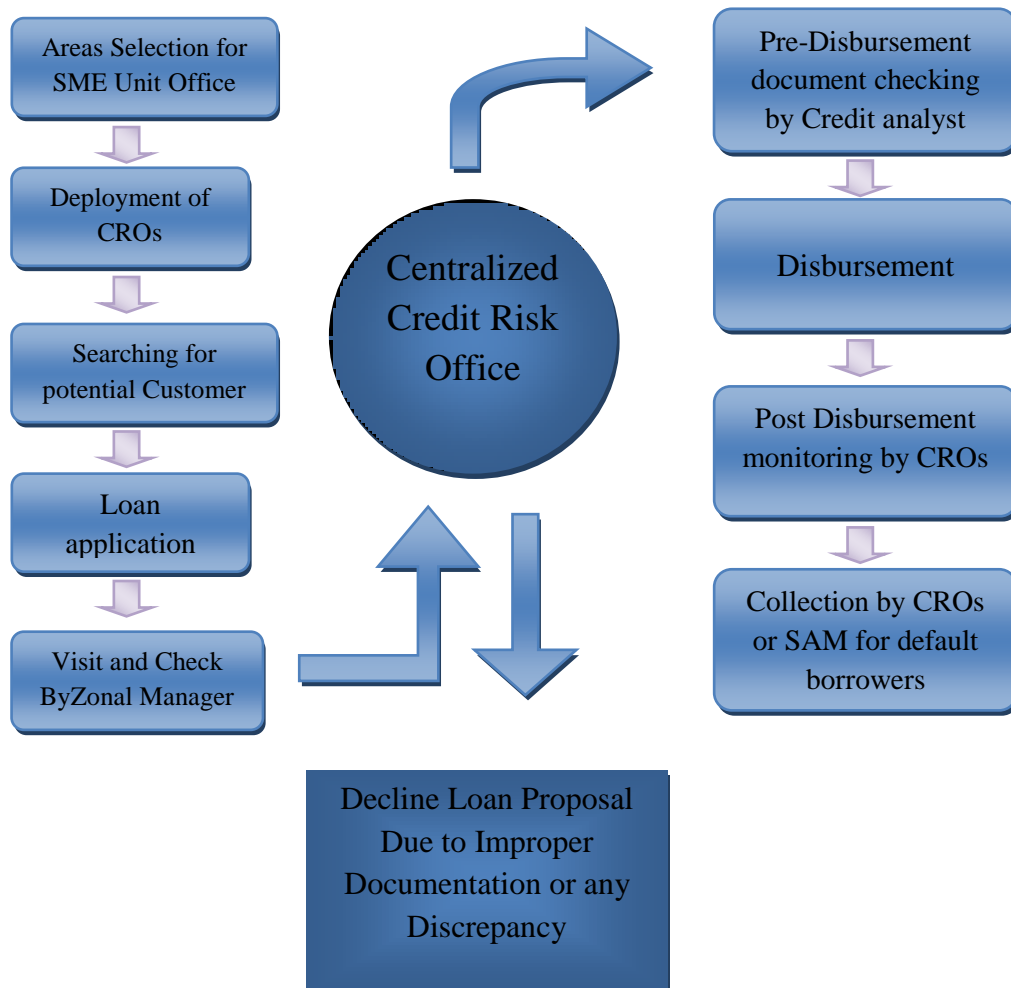 Areas Selection for
SME Unit Office
Deployment of
CROs
Searching for
potential Customer
Loan
application
Visit and Check
ByZonal Manager
Centralized
Credit Risk
Office
Decline Loan Proposal
Due to Improper
Documentation or any
Discrepancy
Pre-Disbursement
document checking
by Credit analyst
Disbursement
Post Disbursement
monitoring by CROs
Collection by CROs
or SAM for default
borrowers